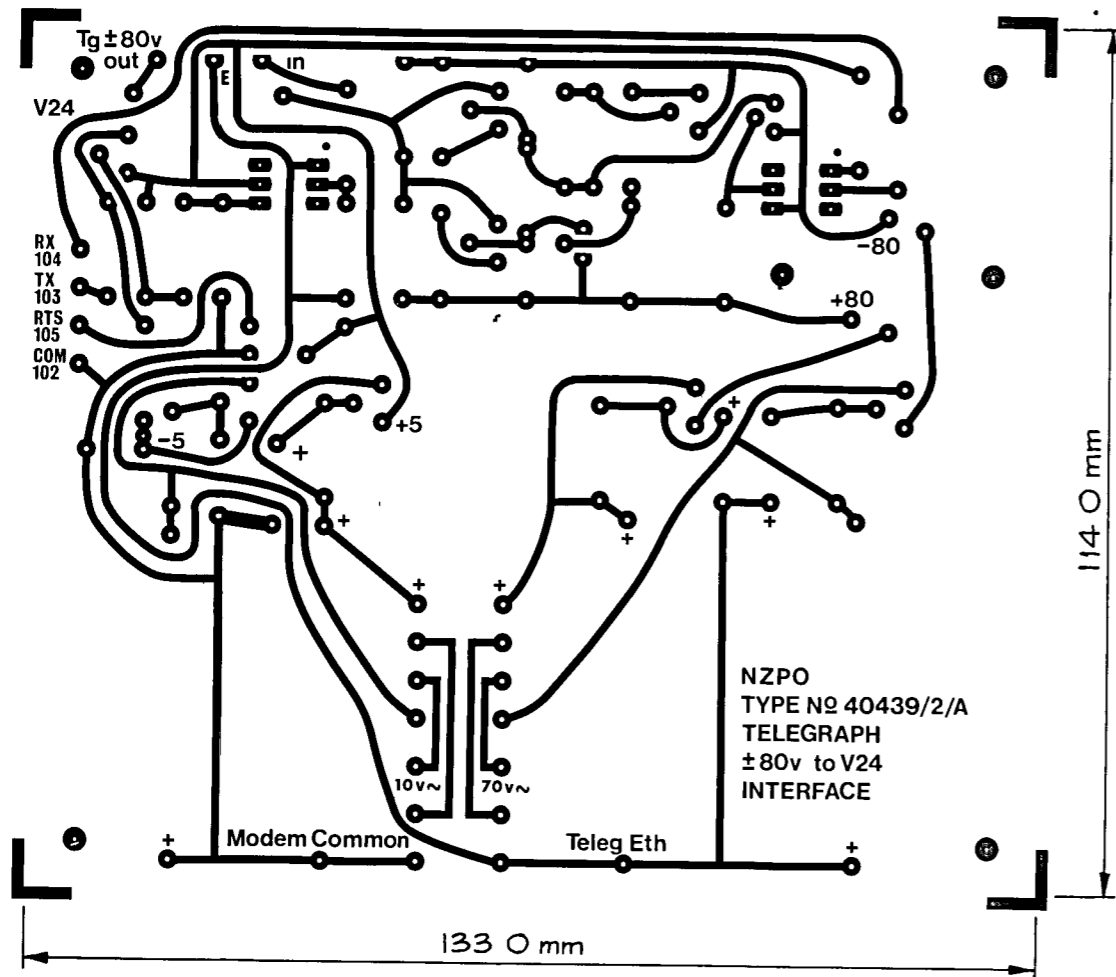 Tg ±80v
out
E
in
V24
RX
104
TX
103
RTS
105
COM
102
-80
+80
-5
+5
+
+
+
+
+
+
+
10v~
70v~
NZPO
TYPE Nº 40439/2/A
TELEGRAPH
±80v to V24
INTERFACE
+
Modem Common
Teleg Eth
+
133 0 mm
114 0 mm